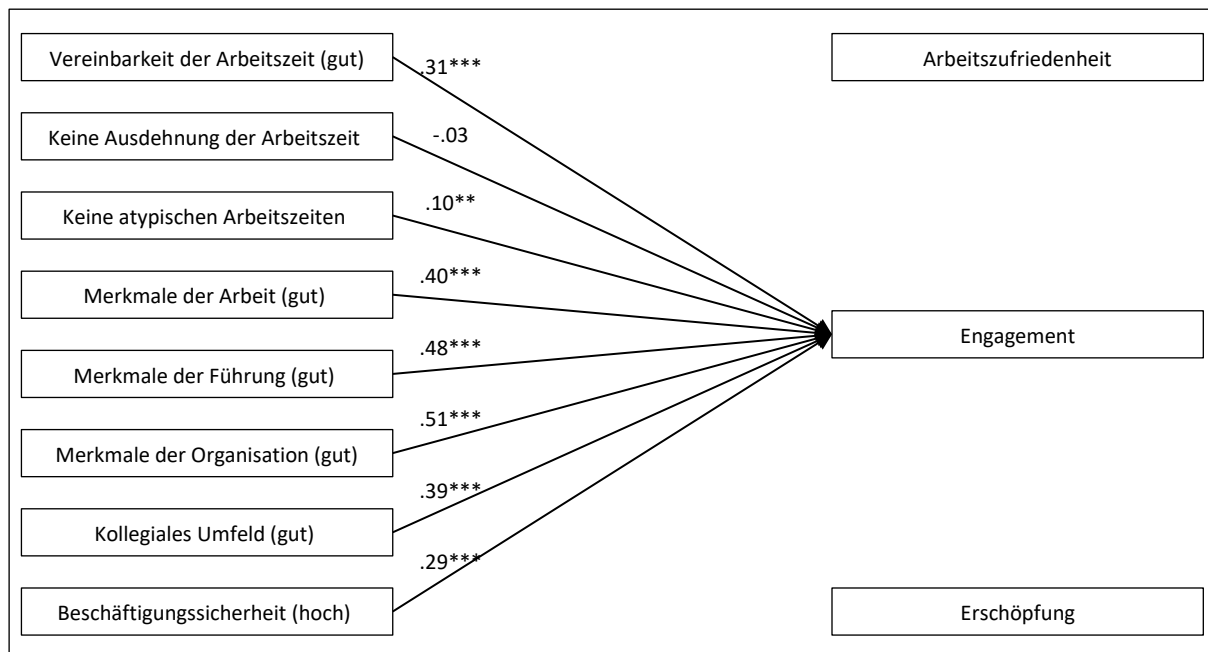 Vereinbarkeit der Arbeitszeit (gut)
.31***
Arbeitszufriedenheit
Keine Ausdehnung der Arbeitszeit
-.03
Keine atypischen Arbeitszeiten
.10**
Merkmale der Arbeit (gut)
.40***
Engagement
Merkmale der Führung (gut)
.48***
Merkmale der Organisation (gut)
.51***
Kollegiales Umfeld (gut)
.39***
Beschäftigungssicherheit (hoch)
.29***
Erschöpfung